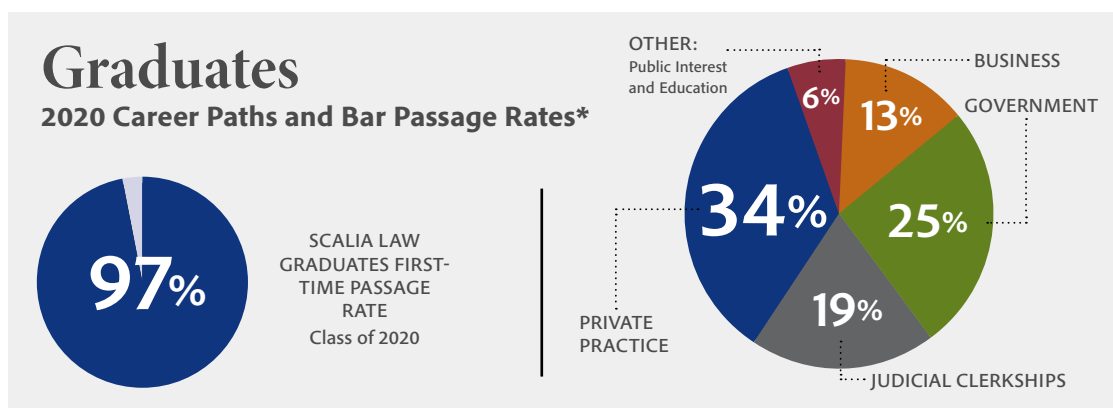 Graduates
2020 Career Paths and Bar Passage Rates*
97%
SCALIA LAW
GRADUATES FIRST-
TIME PASSAGE
RATE
Class of 2020
OTHER:
Public Interest
and Education
6%
BUSINESS
13%
GOVERNMENT
25%
34%
PRIVATE
PRACTICE
19%
JUDICIAL CLERKSHIPS